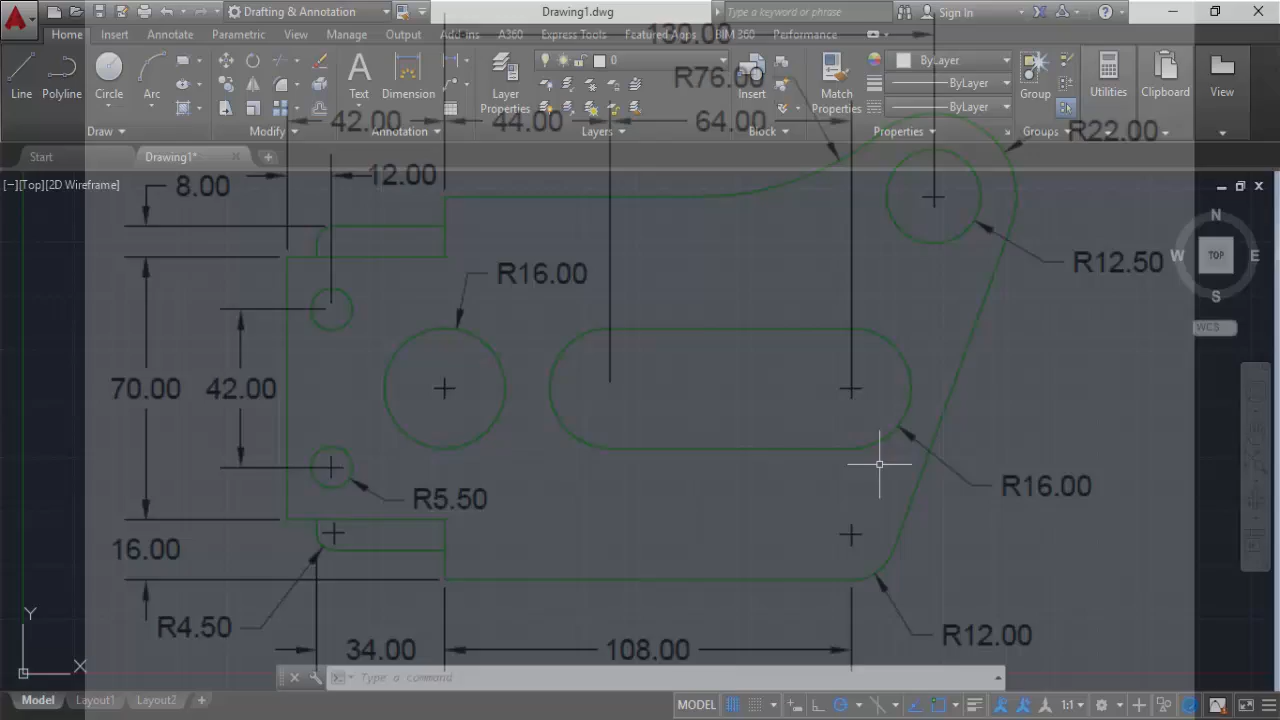 Drafting & Annotation
Drawing1.dwg
Type a keyword or phrase
Sign In
Home Insert Annotate Parametric View Manage Output Add-ins A360 Express Tools Featured Apps BIM 360 Performance
130.00
Line
Polyline
Circle
Arc
Text
Dimension
Layer
Properties
0
Insert
Match
Properties
ByLayer
ByLayer
ByLayer
Group
Utilities
Clipboard
View
R76.00
42.00
44.00
64.00
R22.00
Draw
Modify
Annotation
Layers
Block
Properties
Groups
Start
Drawing1*
+
[−][Top][2D Wireframe]
8.00
12.00
N
W
TOP
E
S
WCS
R12.50
R16.00
70.00
42.00
R5.50
R16.00
16.00
R4.50
34.00
108.00
R12.00
Y
X
Type a command
Model Layout1 Layout2 +
MODEL
1:1